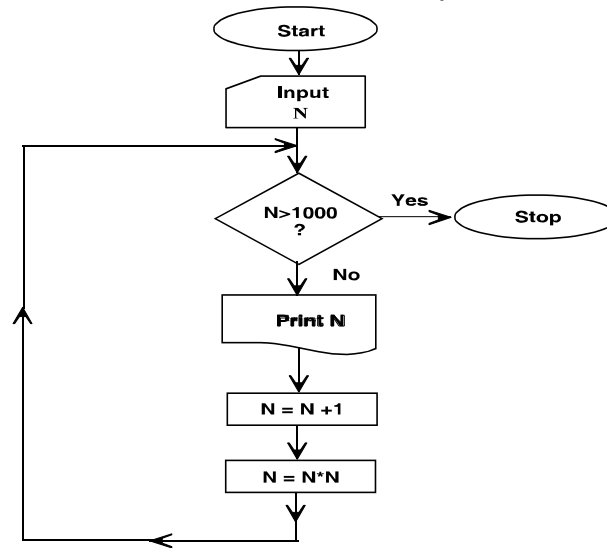 Start
Input
N
N>1000
?
Yes
Stop
No
Print N
N = N +1
N = N*N